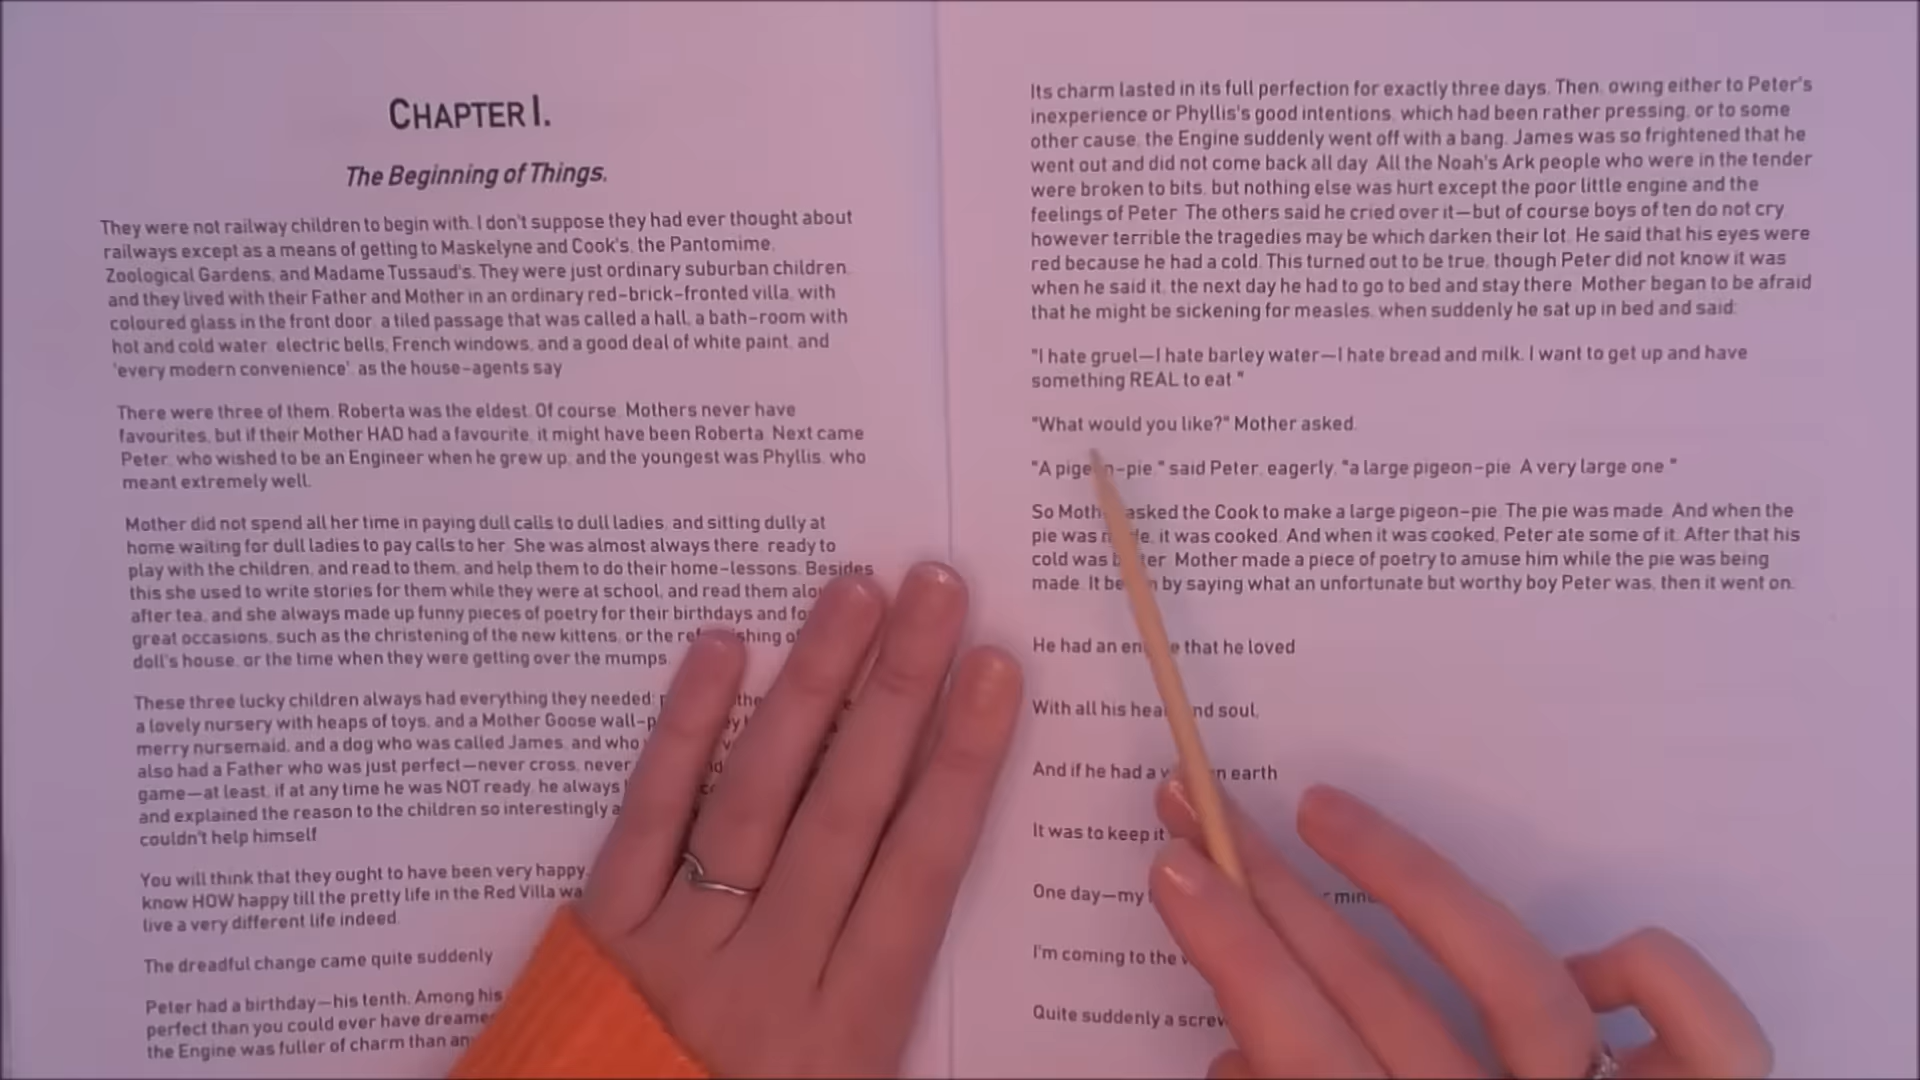 CHAPTER I.
The Beginning of Things.
They were not railway children to begin with. I don't suppose they had ever thought about
railways except as a means of getting to Maskelyne and Cook's, the Pantomime,
Zoological Gardens, and Madame Tussaud's. They were just ordinary suburban children,
and they lived with their Father and Mother in an ordinary red-brick-fronted villa, with
coloured glass in the front door, a tiled passage that was called a hall, a bath-room with
hot and cold water, electric bells, French windows, and a good deal of white paint, and
'every modern convenience', as the house-agents say
There were three of them. Roberta was the eldest. Of course, Mothers never have
favourites, but if their Mother HAD had a favourite, it might have been Roberta. Next came
Peter, who wished to be an Engineer when he grew up; and the youngest was Phyllis, who
meant extremely well.
Mother did not spend all her time in paying dull calls to dull ladies, and sitting dully at
home waiting for dull ladies to pay calls to her. She was almost always there, ready to
play with the children, and read to them, and help them to do their home-lessons. Besides
this she used to write stories for them while they were at school, and read them
after tea, and she always made up funny pieces of poetry for their birthdays and
great occasions, such as the christening of the new kittens, or the
doll's house, or the time when they were getting over the mumps.
These three lucky children always had everything they needed:
a lovely nursery with heaps of toys, and a Mother Goose
merry nursemaid, and a dog who was called James, and who
also had a Father who was just perfect—never cross, never
game—at least, if at any time he was NOT ready, he always
and explained the reason to the children so interestingly
couldn't help himself
You will think that they ought to have been very happy.
know HOW happy till the pretty life in the Red Villa
live a very different life indeed.
The dreadful change came quite suddenly
Peter had a birthday—his tenth. Among his
perfect than you could ever have
the Engine was fuller of charm than
Its charm lasted in its full perfection for exactly three days. Then, owing either to Peter's
inexperience or Phyllis's good intentions, which had been rather pressing, or to some
other cause, the Engine suddenly went off with a bang. James was so frightened that he
went out and did not come back all day. All the Noah's Ark people who were in the tender
were broken to bits, but nothing else was hurt except the poor little engine and the
feelings of Peter. The others said he cried over it—but of course boys of ten do not cry,
however terrible the tragedies may be which darken their lot. He said that his eyes were
red because he had a cold. This turned out to be true, though Peter did not know it was
when he said it, the next day he had to go to bed and stay there. Mother began to be afraid
that he might be sickening for measles, when suddenly he sat up in bed and said:
"I hate gruel—I hate barley water—I hate bread and milk. I want to get up and have
something REAL to eat."
"What would you like?" Mother asked.
"A pigeon-pie," said Peter, eagerly, "a large pigeon-pie. A very large one."
So asked the Cook to make a large pigeon-pie. The pie was made. And when the
pie was it was cooked. And when it was cooked, Peter ate some of it. After that his
cold was Mother made a piece of poetry to amuse him while the pie was being
made. It by saying what an unfortunate but worthy boy Peter was, then it went on:
He had an that he loved
With all his soul,
And if he had a earth
It was to keep it
One day—my
I'm coming to the
Quite suddenly a